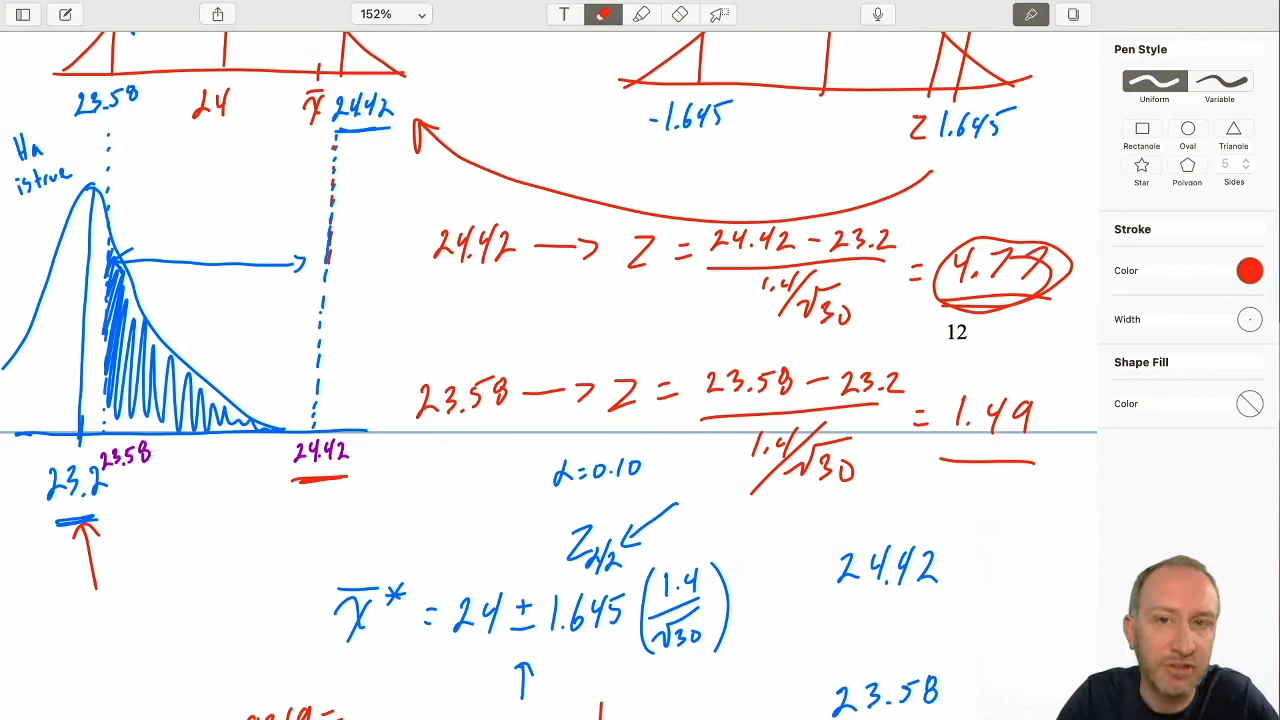 152%
T
Pen Style
Uniform
Variable
Rectangle
Oval
Triangle
5
Star
Polygon
Sides
Stroke
Color
Width
Shape Fill
Color
23.58 24 x̄ 24.42
-1.645 Z 1.645
Ha
is true
24.42 —> Z = (24.42 - 23.2) / (1.4/√30) = 4.77
12
23.58 —> Z = (23.58 - 23.2) / (1.4/√30) = 1.49
23.2 23.58 24.42
α=0.10
Zα/2
x̄* = 24 ± 1.645 (1.4/√30)
24.42
23.58